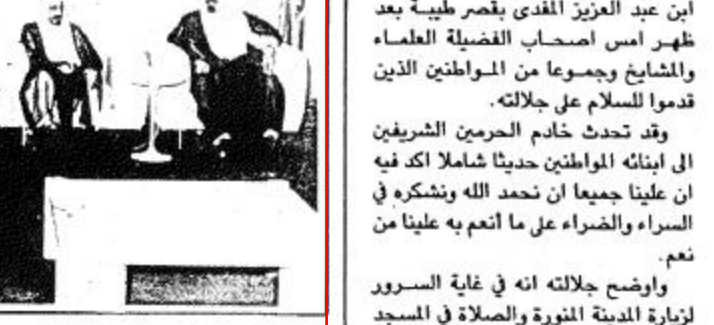 ابن عبد العزيز المفدى بقصر طيبة بعد
ظهر امس اصحاب الفضيلة العلماء
والمشايخ وجموعا من المواطنين الذين
قدموا للسلام على جلالته.
وقد تحدث خادم الحرمين الشريفين
الى ابنائه المواطنين حديثا شاملا اكد فيه
ان علينا جميعا ان نحمد الله ونشكره في
السراء والضراء على ما أنعم به علينا من
نعم.
واوضح جلالته انه في غاية السرور
لزيارة المدينة المنورة والصلاة في المسجد